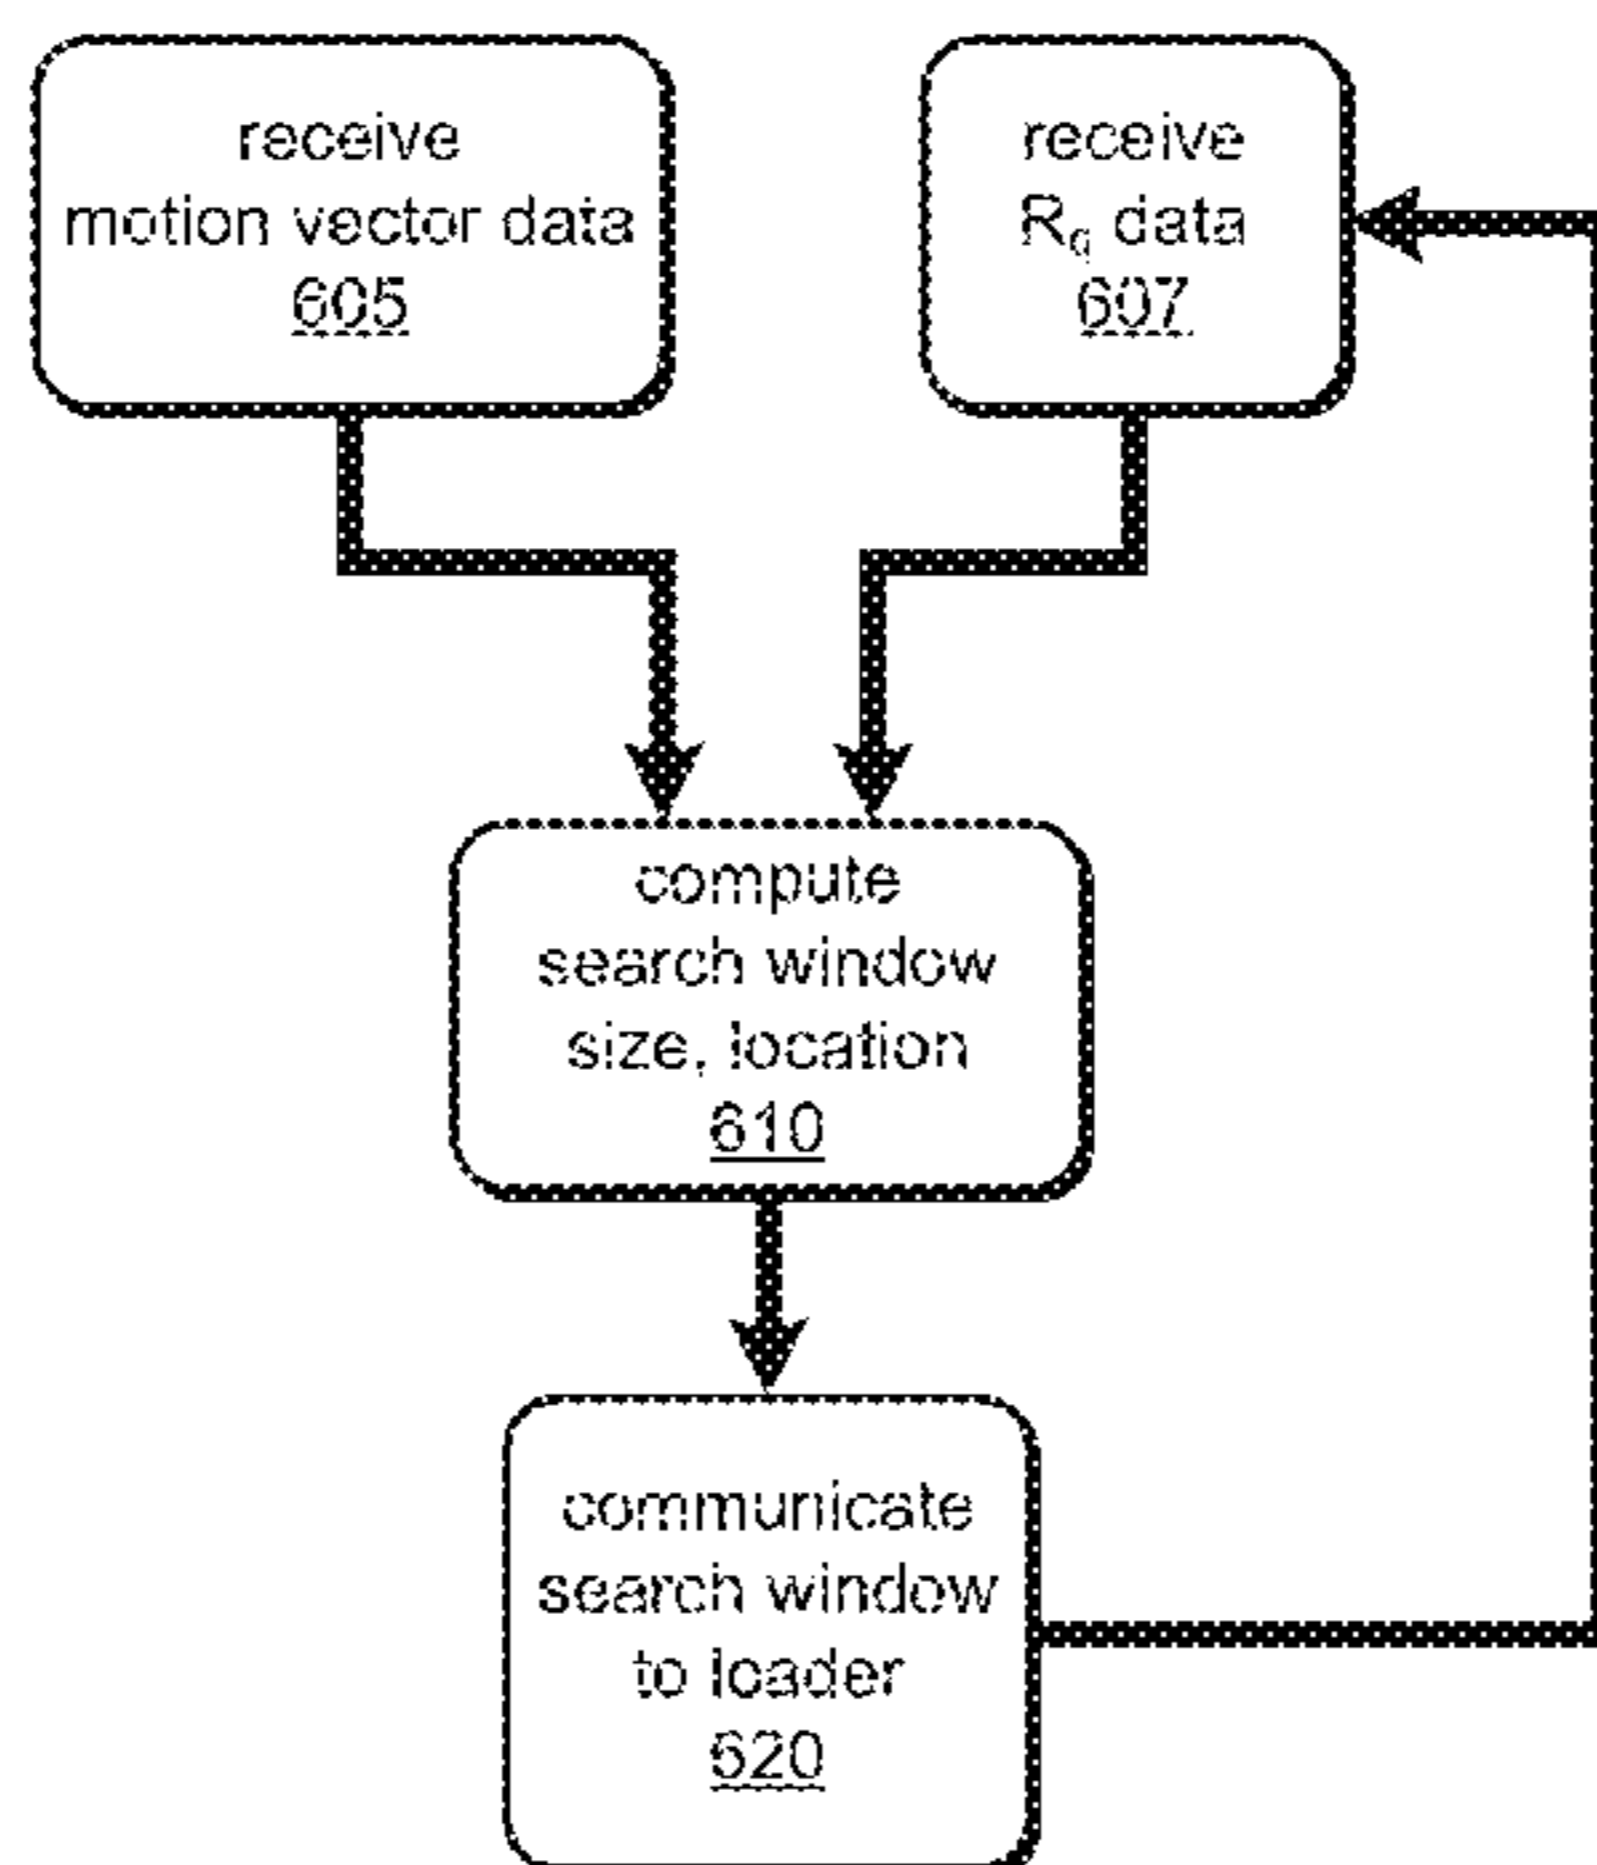 receive
motion vector data
605
receive
Rq data
607
compute
search window
size, location
610
communicate
search window
to loader
620